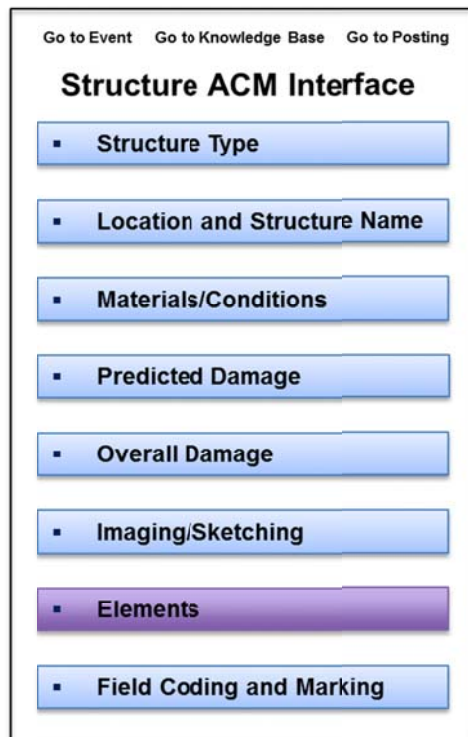 Go to Event Go to Knowledge Base Go to Posting
Structure ACM Interface
▪ Structure Type
▪ Location and Structure Name
▪ Materials/Conditions
▪ Predicted Damage
▪ Overall Damage
▪ Imaging/Sketching
▪ Elements
▪ Field Coding and Marking